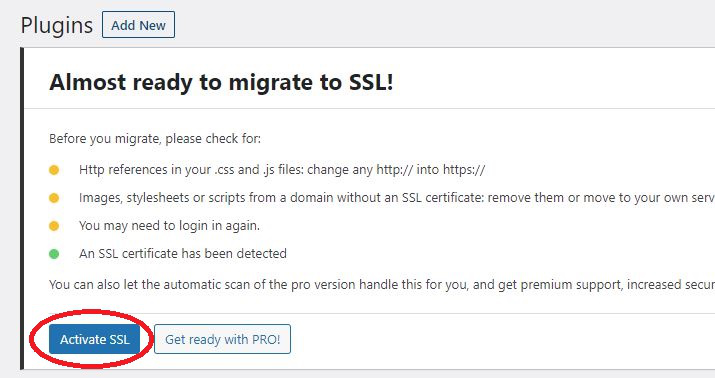 Plugins Add New
Almost ready to migrate to SSL!
Before you migrate, please check for:
Http references in your .css and .js files: change any http:// into https://
Images, stylesheets or scripts from a domain without an SSL certificate: remove them or move to your own serv
You may need to login in again.
An SSL certificate has been detected
You can also let the automatic scan of the pro version handle this for you, and get premium support, increased secur
Activate SSL Get ready with PRO!